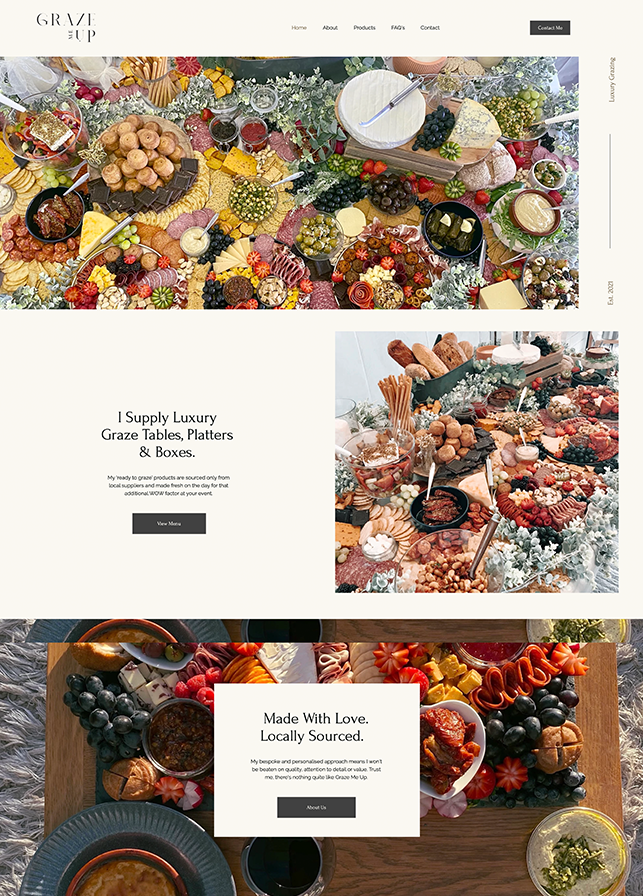 GRAZE
ME UP
Home About Products FAQ's Contact
Contact Me
Luxury Grazing
Est. 2021
I Supply Luxury
Graze Tables, Platters
& Boxes.
My 'ready to graze' products are sourced only from
local suppliers and made fresh on the day for that
additional WOW factor at your event.
View Menu
Made With Love.
Locally Sourced.
My bespoke and personalised approach means I won't
be beaten on quality, attention to detail or value. Trust
me, there's nothing quite like Graze Me Up.
About Us